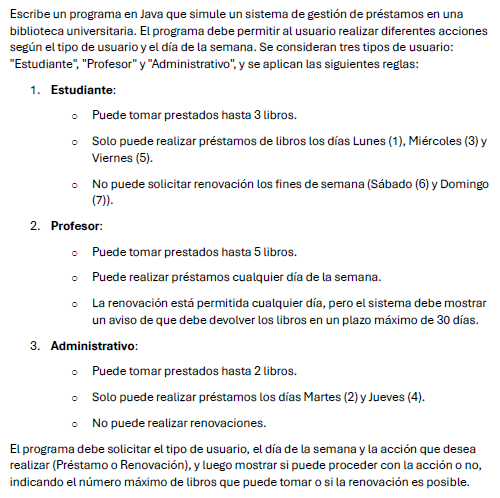 Escribe un programa en Java que simule un sistema de gestión de préstamos en una
biblioteca universitaria. El programa debe permitir al usuario realizar diferentes acciones
según el tipo de usuario y el día de la semana. Se consideran tres tipos de usuario:
"Estudiante", "Profesor" y "Administrativo", y se aplican las siguientes reglas:
1. Estudiante:
o Puede tomar prestados hasta 3 libros.
o Solo puede realizar préstamos de libros los días Lunes (1), Miércoles (3) y
Viernes (5).
o No puede solicitar renovación los fines de semana (Sábado (6) y Domingo
(7)).
2. Profesor:
o Puede tomar prestados hasta 5 libros.
o Puede realizar préstamos cualquier día de la semana.
o La renovación está permitida cualquier día, pero el sistema debe mostrar
un aviso de que debe devolver los libros en un plazo máximo de 30 días.
3. Administrativo:
o Puede tomar prestados hasta 2 libros.
o Solo puede realizar préstamos los días Martes (2) y Jueves (4).
o No puede realizar renovaciones.
El programa debe solicitar el tipo de usuario, el día de la semana y la acción que desea
realizar (Préstamo o Renovación), y luego mostrar si puede proceder con la acción o no,
indicando el número máximo de libros que puede tomar o si la renovación es posible.